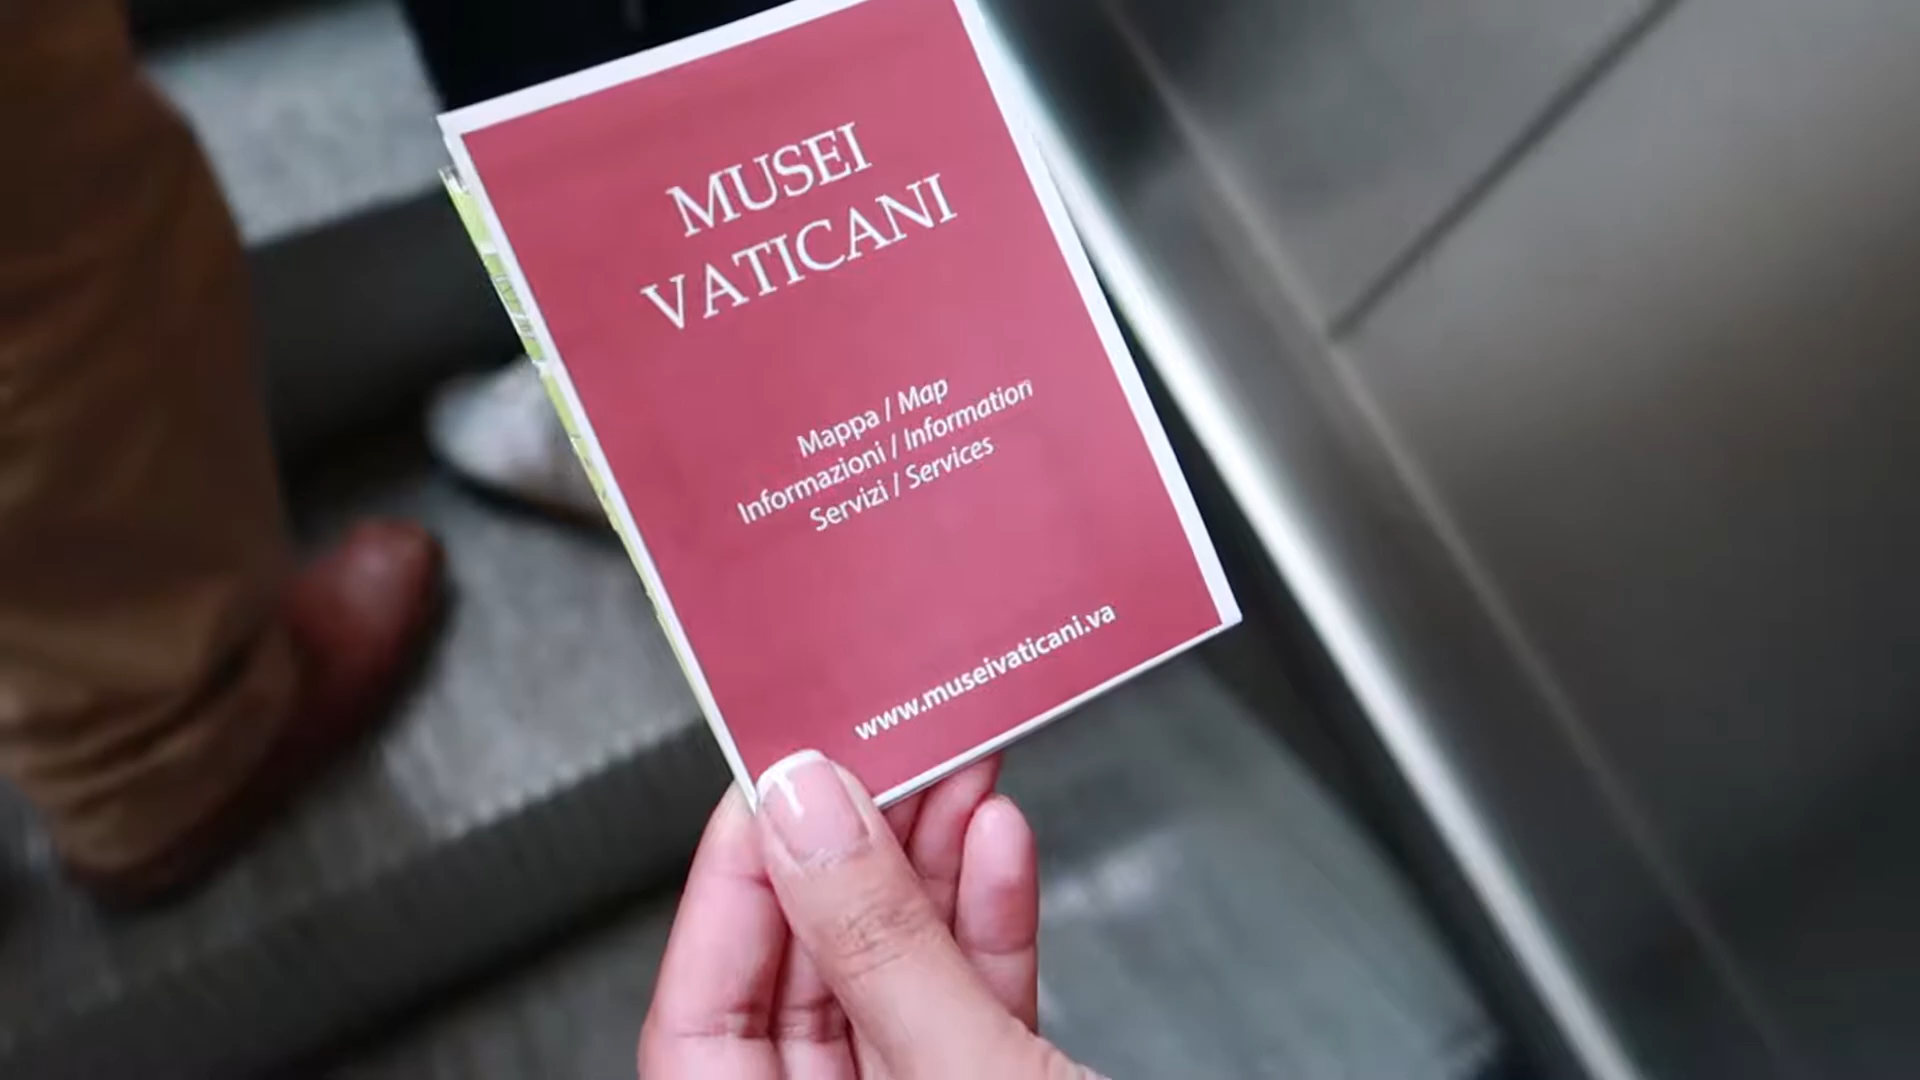 MUSEI
VATICANI
Mappa / Map
Informazioni / Information
Servizi / Services
www.museivaticani.va